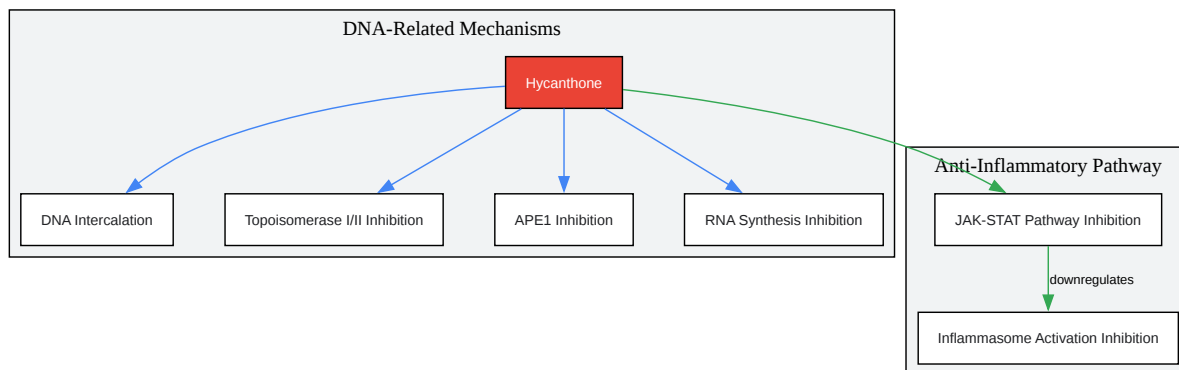 DNA-Related Mechanisms
Hycanthone
Anti-Inflammatory Pathway
DNA Intercalation
Topoisomerase I/II Inhibition
APE1 Inhibition
RNA Synthesis Inhibition
JAK-STAT Pathway Inhibition
downregulates
Inflammasome Activation Inhibition